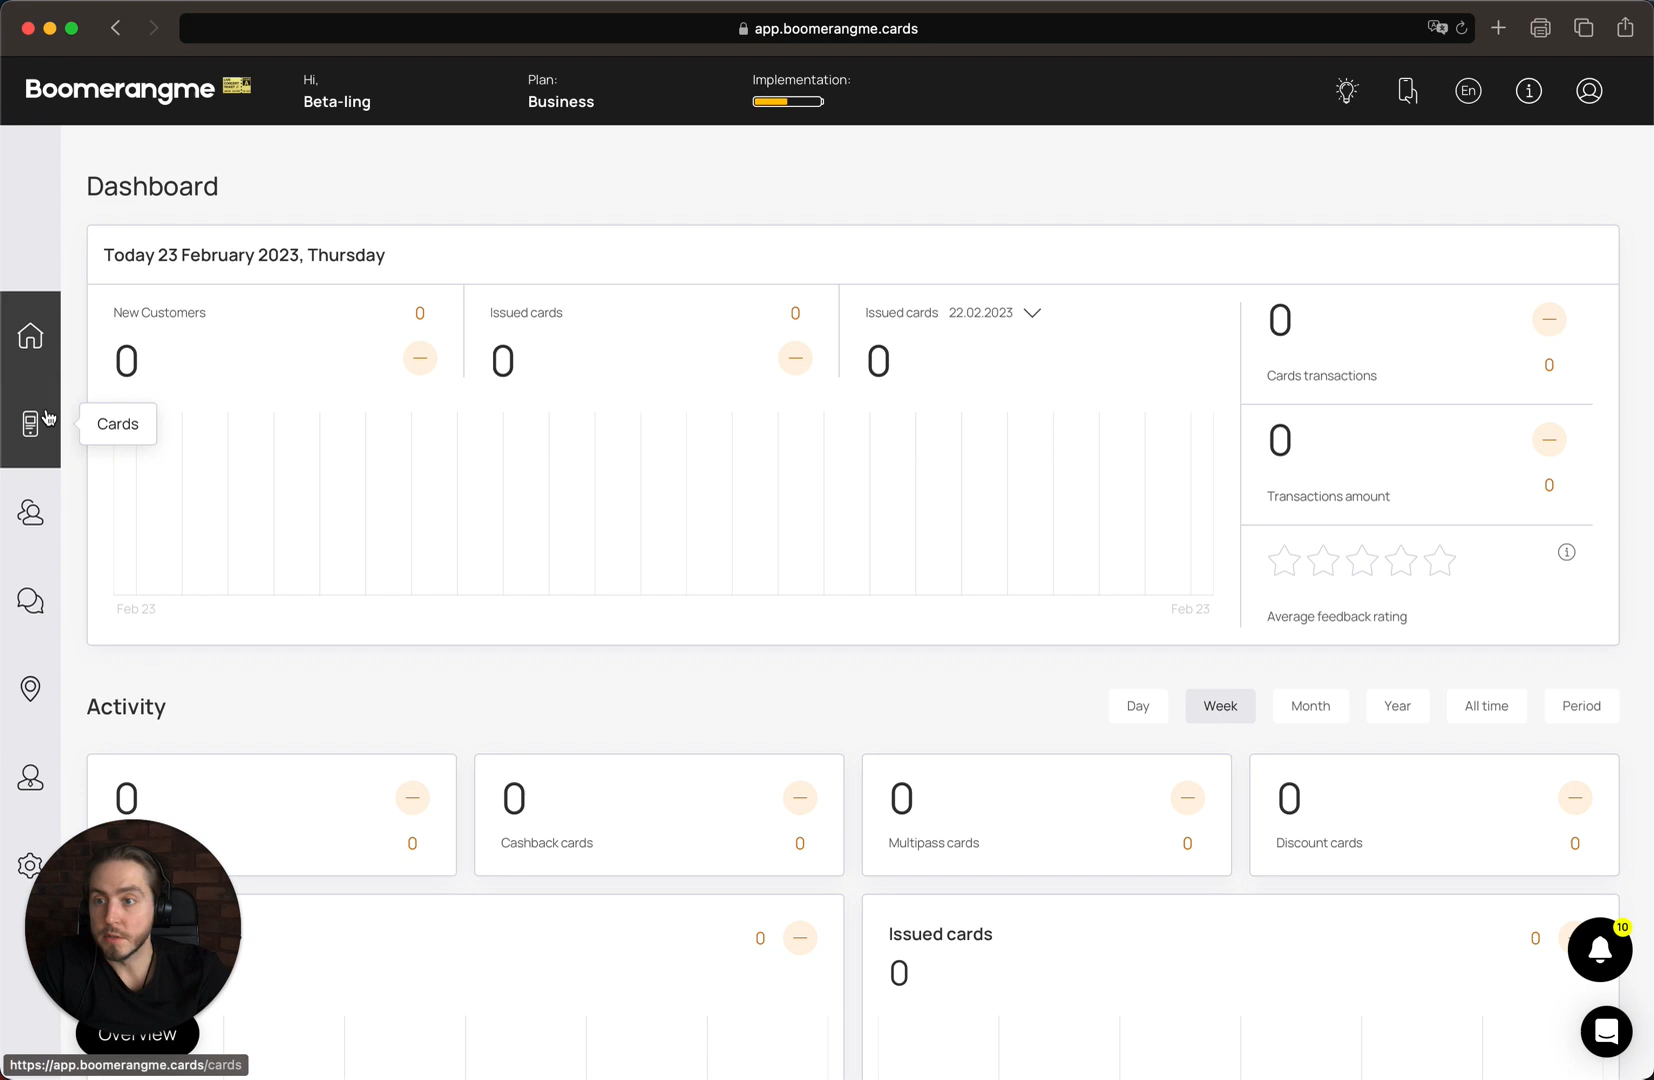 app.boomerangme.cards
Boomerangme
Hi,
Beta-ling
Plan:
Business
Implementation:
En
Dashboard
Today 23 February 2023, Thursday
New Customers 0
0
Issued cards 0
0
Issued cards 22.02.2023
0
Feb 23
Feb 23
0
0
Cards transactions
0
0
Transactions amount
Average feedback rating
Cards
Activity
Day
Week
Month
Year
All time
Period
0
0
0
Cashback cards 0
0
Multipass cards 0
0
Discount cards 0
0
Issued cards 0
0
10
Overview
https://app.boomerangme.cards/cards